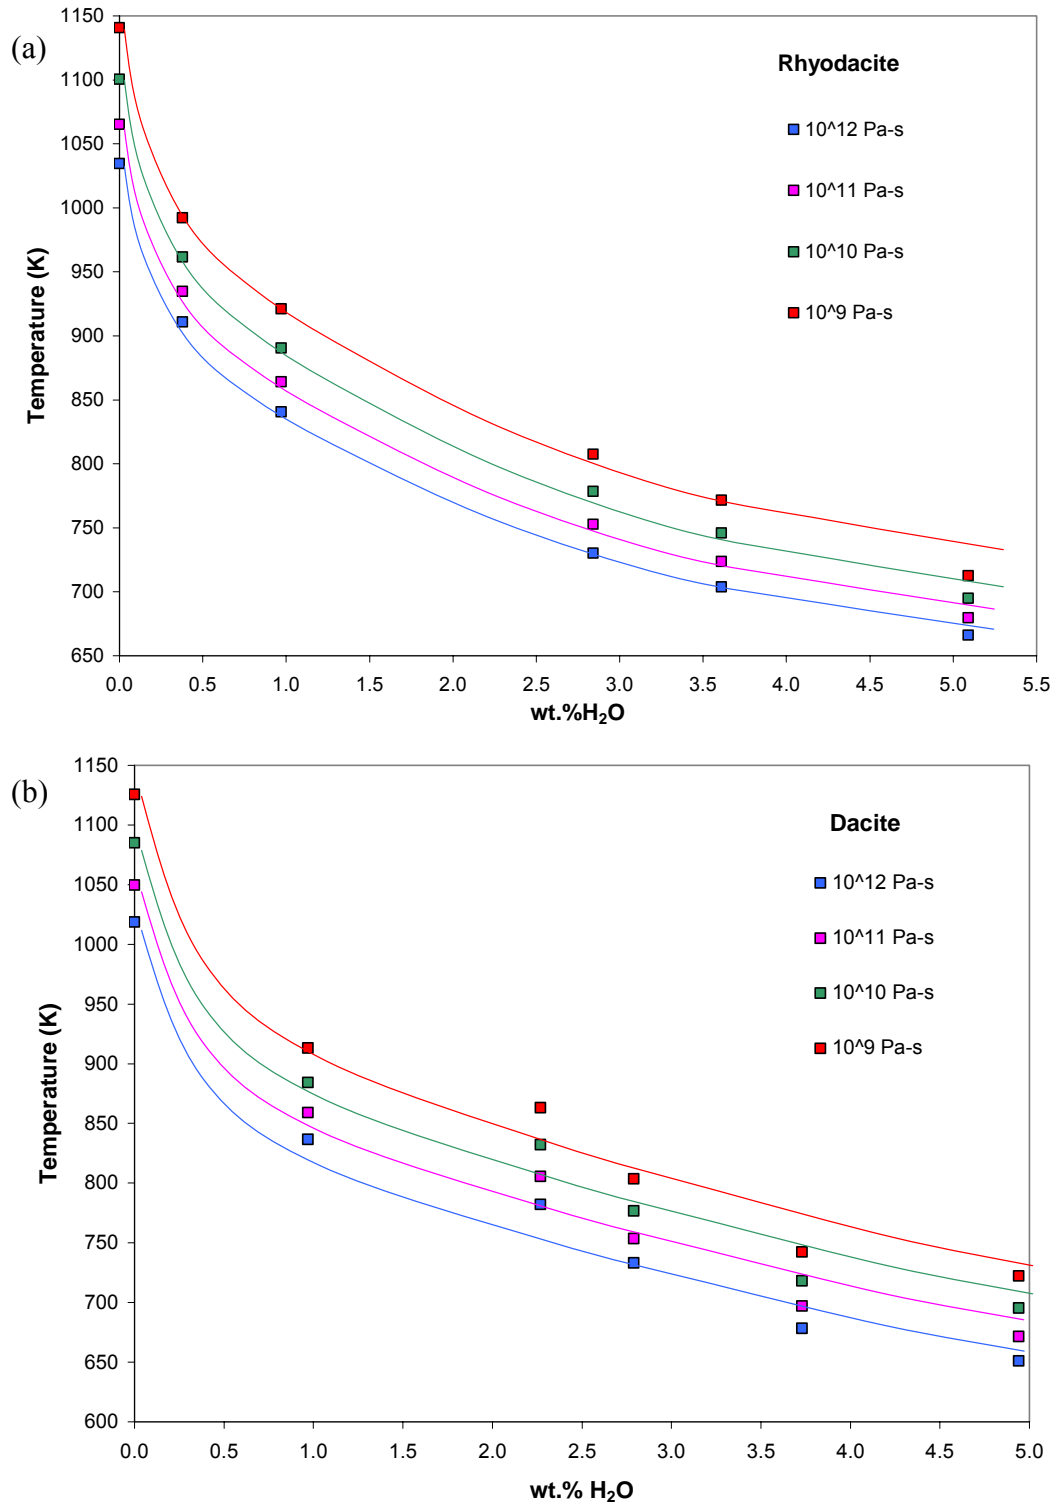 (a)
1150
1100
1050
1000
950
900
850
800
750
700
650
Temperature (K)
Rhyodacite
10^12 Pa-s
10^11 Pa-s
10^10 Pa-s
10^9 Pa-s
0.0 0.5 1.0 1.5 2.0 2.5 3.0 3.5 4.0 4.5 5.0 5.5
wt.%H₂O
(b)
1150
1100
1050
1000
950
900
850
800
750
700
650
600
Temperature (K)
Dacite
10^12 Pa-s
10^11 Pa-s
10^10 Pa-s
10^9 Pa-s
0.0 0.5 1.0 1.5 2.0 2.5 3.0 3.5 4.0 4.5 5.0
wt.% H₂O